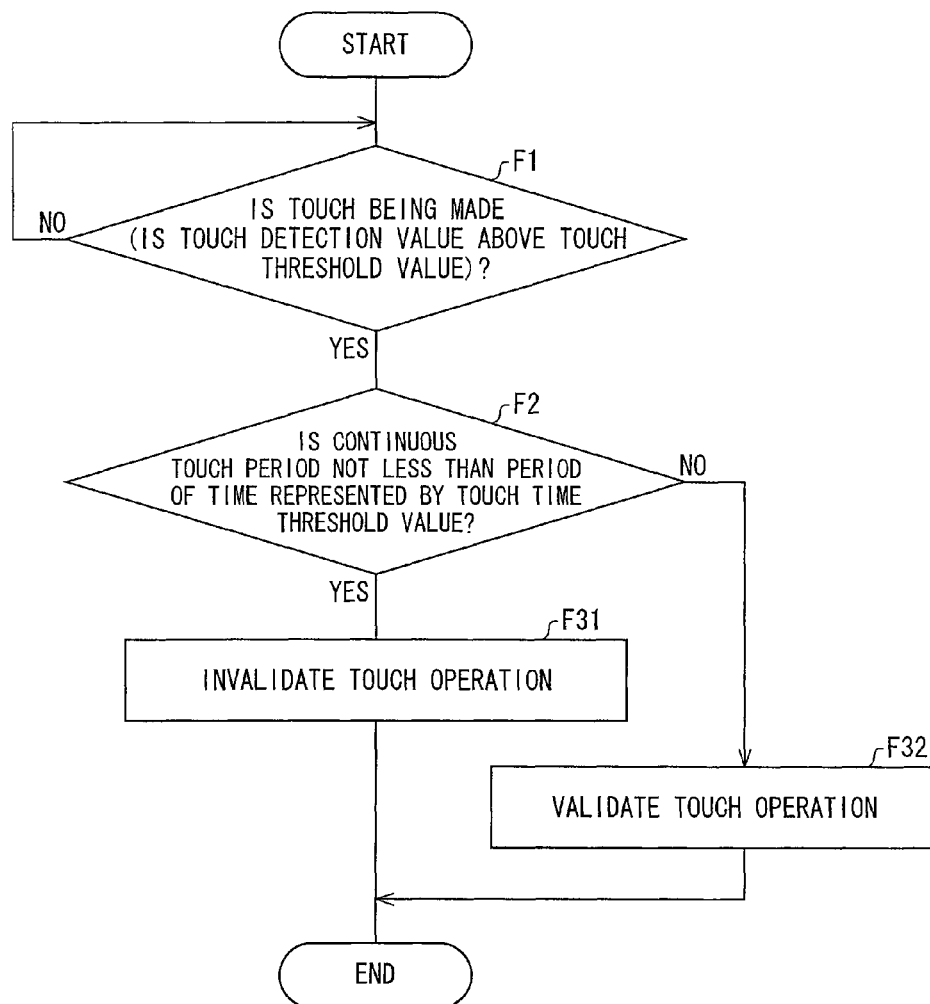 START
F1
IS TOUCH BEING MADE
(IS TOUCH DETECTION VALUE ABOVE TOUCH
THRESHOLD VALUE)?
NO
YES
F2
IS CONTINUOUS
TOUCH PERIOD NOT LESS THAN PERIOD
OF TIME REPRESENTED BY TOUCH TIME
THRESHOLD VALUE?
NO
YES
F31
INVALIDATE TOUCH OPERATION
F32
VALIDATE TOUCH OPERATION
END